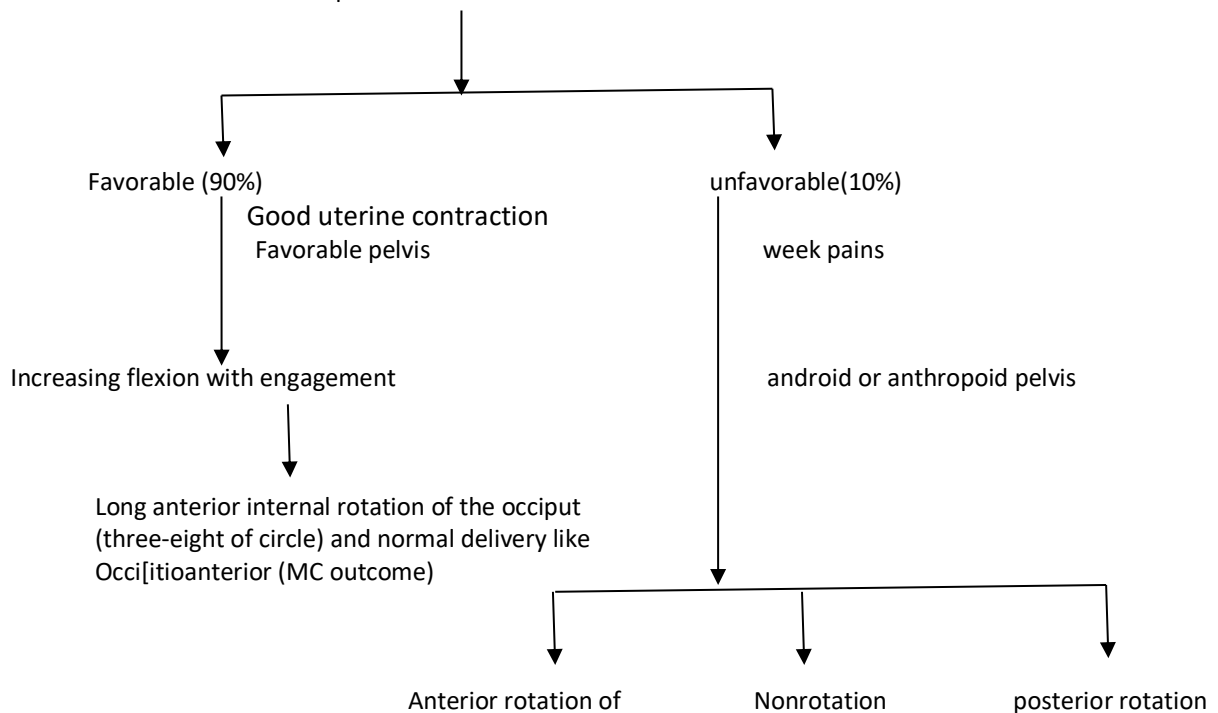 Favorable (90%)
unfavorable(10%)
Good uterine contraction
Favorable pelvis
week pains
Increasing flexion with engagement
android or anthropoid pelvis
Long anterior internal rotation of the occiput
(three-eight of circle) and normal delivery like
Occi[itioanterior (MC outcome)
Anterior rotation of
Nonrotation
posterior rotation